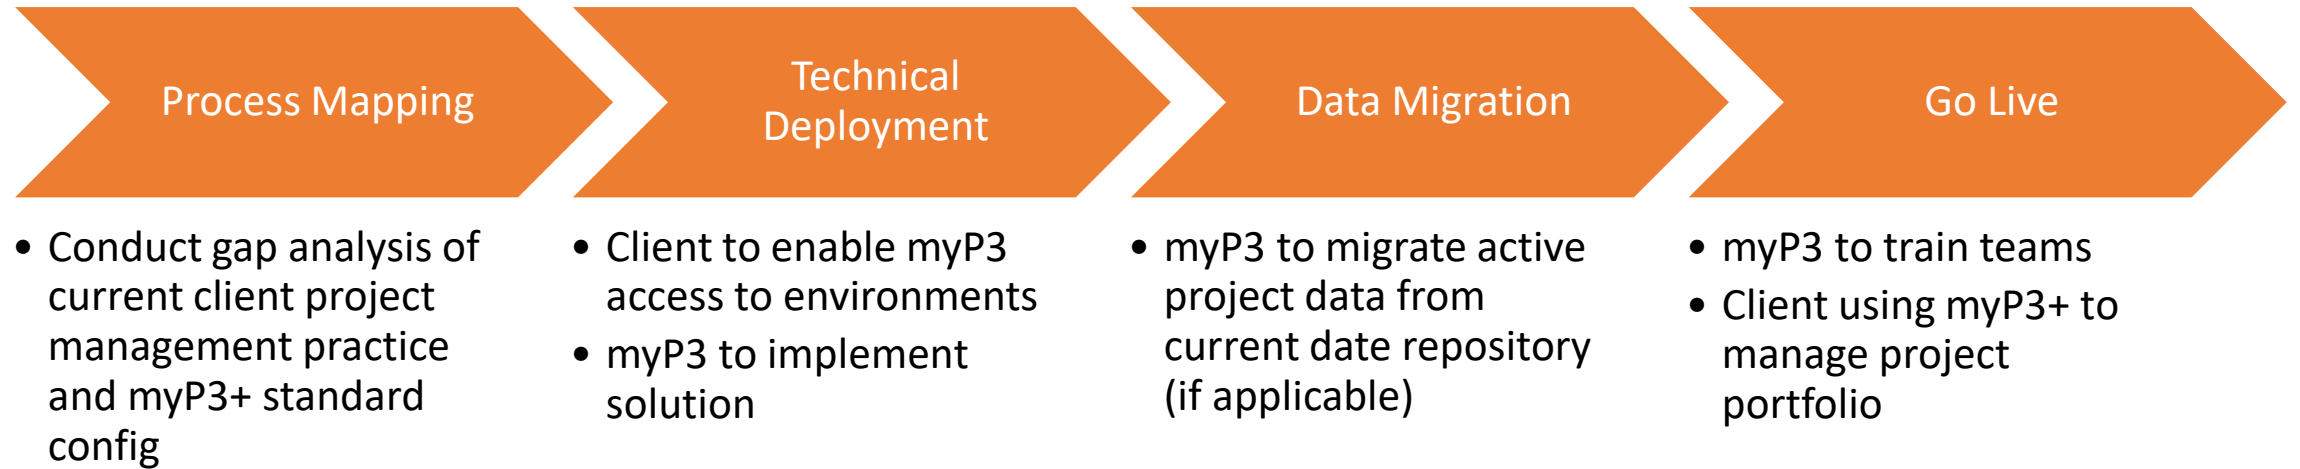 Process Mapping
Technical
Deployment
Data Migration
Go Live
• Conduct gap analysis of
current client project
management practice
and myP3+ standard
config
• Client to enable myP3
access to environments
• myP3 to implement
solution
• myP3 to migrate active
project data from
current date repository
(if applicable)
• myP3 to train teams
• Client using myP3+ to
manage project
portfolio